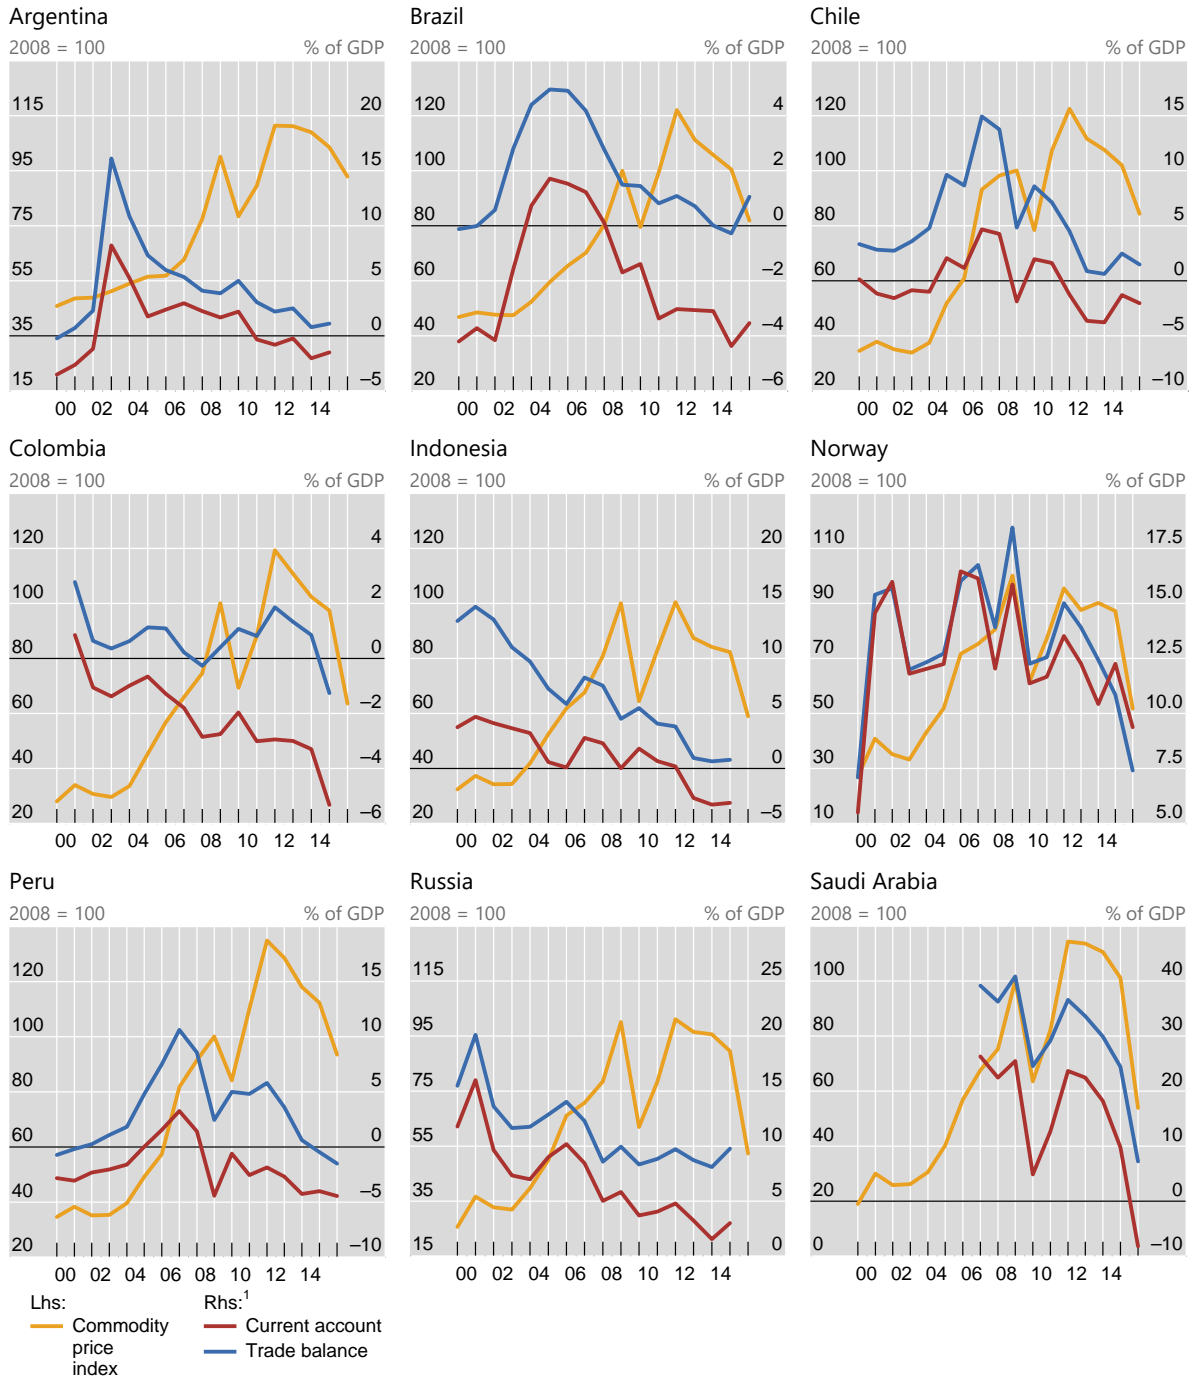 Argentina
2008 = 100 % of GDP
115 20
95 15
75 10
55 5
35 0
15 –5
00 02 04 06 08 10 12 14
Brazil
2008 = 100 % of GDP
120 4
100 2
80 0
60 –2
40 –4
20 –6
00 02 04 06 08 10 12 14
Chile
2008 = 100 % of GDP
120 15
100 10
80 5
60 0
40 –5
20 –10
00 02 04 06 08 10 12 14
Colombia
2008 = 100 % of GDP
120 4
100 2
80 0
60 –2
40 –4
20 –6
00 02 04 06 08 10 12 14
Indonesia
2008 = 100 % of GDP
120 20
100 15
80 10
60 5
40 0
20 –5
00 02 04 06 08 10 12 14
Norway
2008 = 100 % of GDP
110 17.5
90 15.0
70 12.5
50 10.0
30 7.5
10 5.0
00 02 04 06 08 10 12 14
Peru
2008 = 100 % of GDP
120 15
100 10
80 5
60 0
40 –5
20 –10
00 02 04 06 08 10 12 14
Russia
2008 = 100 % of GDP
115 25
95 20
75 15
55 10
35 5
15 0
00 02 04 06 08 10 12 14
Saudi Arabia
2008 = 100 % of GDP
100 40
80 30
60 20
40 10
20 0
0 –10
00 02 04 06 08 10 12 14
Lhs: Rhs:1
Commodity
price
index
Current account
Trade balance